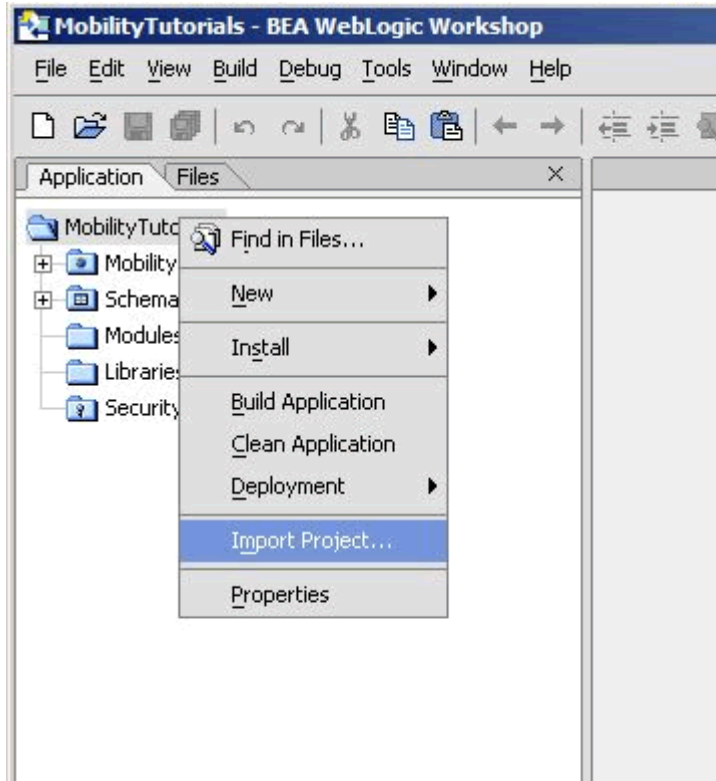 MobilityTutorials - BEA WebLogic Workshop
File Edit View Build Debug Tools Window Help
Application Files
MobilityTuto
Find in Files...
Mobility
New
Schema
Modules
Install
Libraries
Build Application
Security
Clean Application
Deployment
Import Project...
Properties